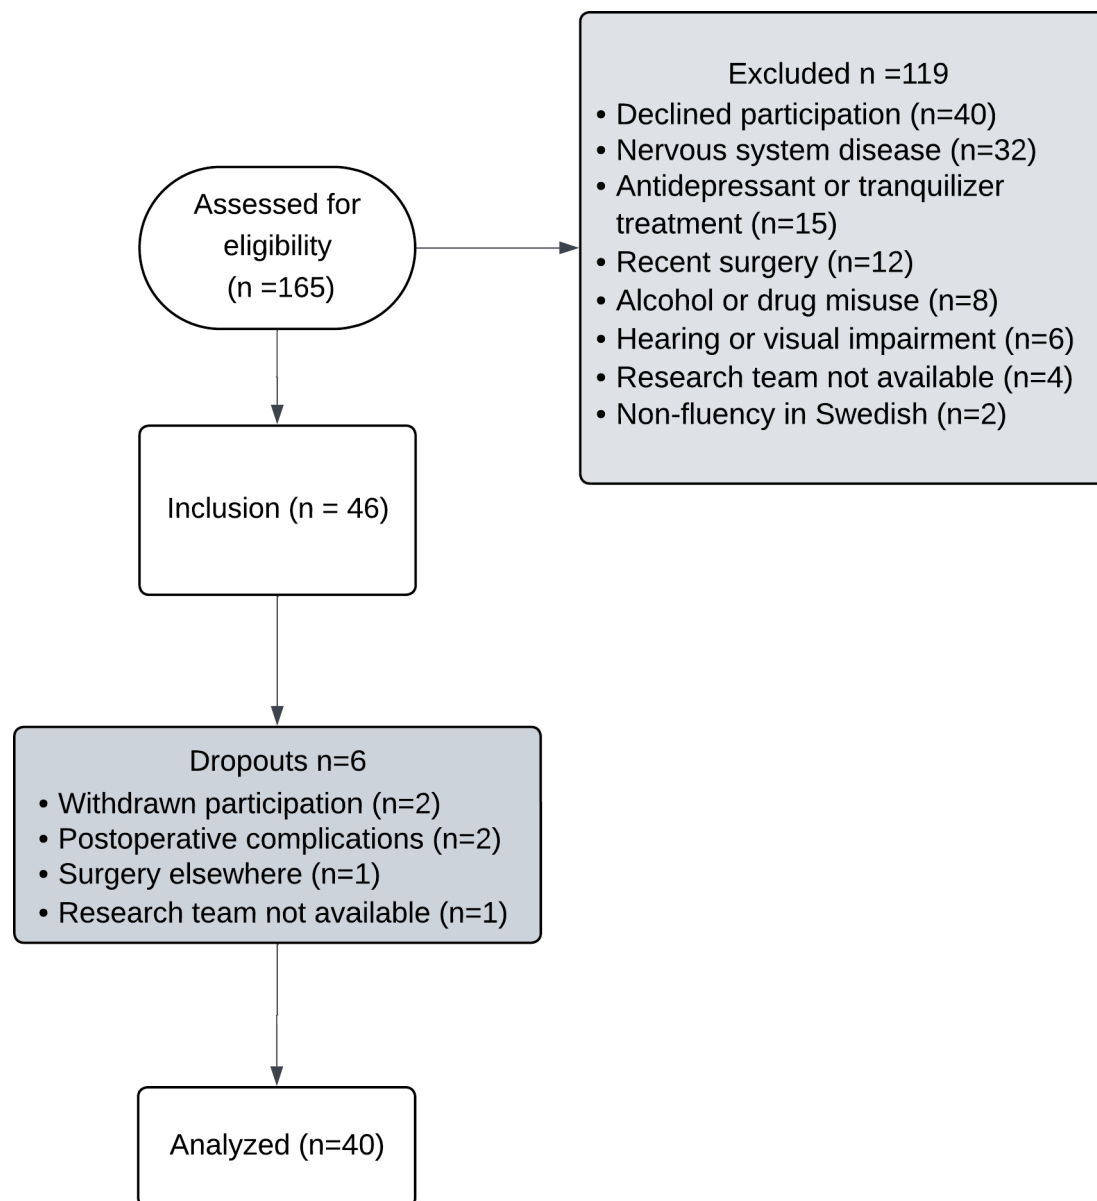 Assessed for
eligibility
(n =165)
Excluded n =119
• Declined participation (n=40)
• Nervous system disease (n=32)
• Antidepressant or tranquilizer
treatment (n=15)
• Recent surgery (n=12)
• Alcohol or drug misuse (n=8)
• Hearing or visual impairment (n=6)
• Research team not available (n=4)
• Non-fluency in Swedish (n=2)
Inclusion (n = 46)
Dropouts n=6
• Withdrawn participation (n=2)
• Postoperative complications (n=2)
• Surgery elsewhere (n=1)
• Research team not available (n=1)
Analyzed (n=40)